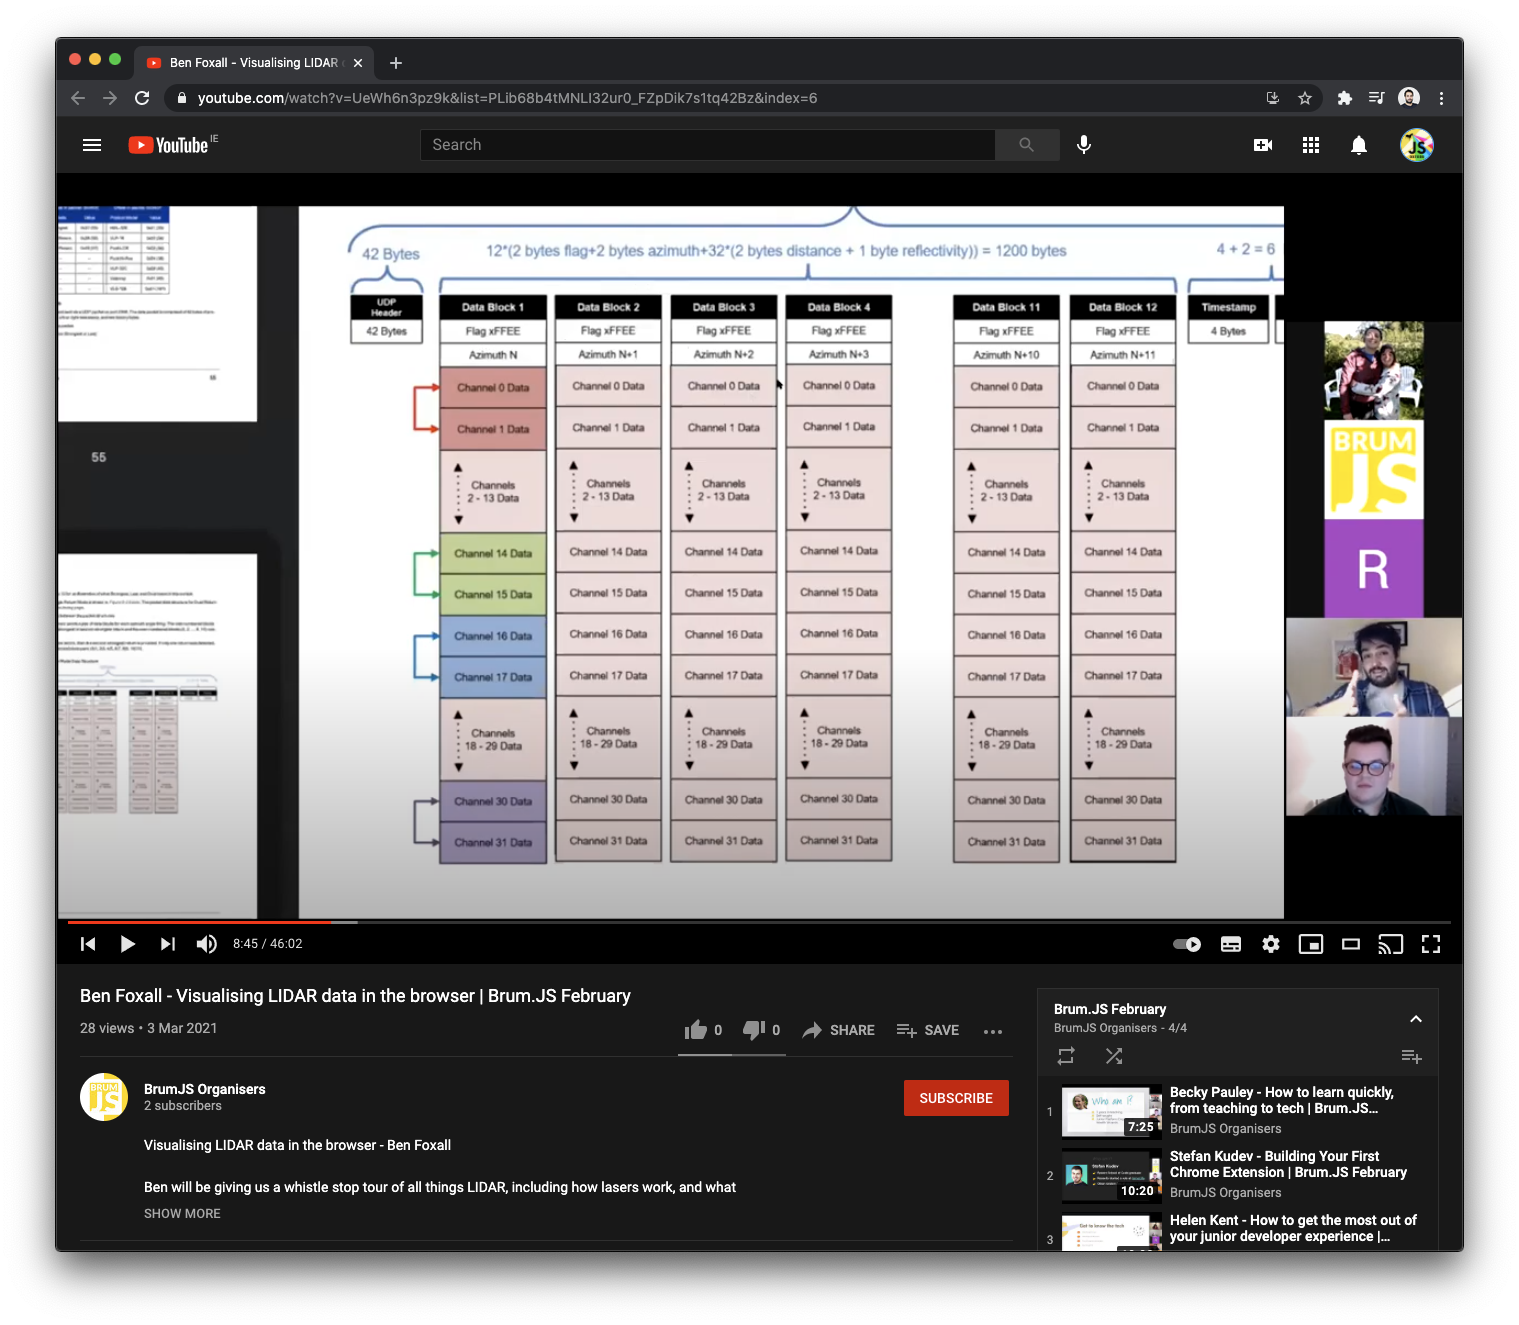 Ben Foxall - Visualising LIDAR
youtube.com/watch?v=UeWh6n3pz9k&list=PLib68b4tMNLI32ur0_FZpDik7s1tq42Bz&index=6
YouTube IE
Search
JS
42 Bytes
12*(2 bytes flag+2 bytes azimuth+32*(2 bytes distance + 1 byte reflectivity)) = 1200 bytes
4 + 2 = 6
UDP Header
42 Bytes
Data Block 1 Data Block 2 Data Block 3 Data Block 4 Data Block 11 Data Block 12 Timestamp
Flag xFFEE Flag xFFEE Flag xFFEE Flag xFFEE Flag xFFEE Flag xFFEE 4 Bytes
Azimuth N Azimuth N+1 Azimuth N+2 Azimuth N+3 Azimuth N+10 Azimuth N+11
Channel 0 Data Channel 0 Data Channel 0 Data Channel 0 Data Channel 0 Data Channel 0 Data
Channel 1 Data Channel 1 Data Channel 1 Data Channel 1 Data Channel 1 Data Channel 1 Data
Channels Channels Channels Channels Channels Channels
2 - 13 Data 2 - 13 Data 2 - 13 Data 2 - 13 Data 2 - 13 Data 2 - 13 Data
Channel 14 Data Channel 14 Data Channel 14 Data Channel 14 Data Channel 14 Data Channel 14 Data
Channel 15 Data Channel 15 Data Channel 15 Data Channel 15 Data Channel 15 Data Channel 15 Data
Channel 16 Data Channel 16 Data Channel 16 Data Channel 16 Data Channel 16 Data Channel 16 Data
Channel 17 Data Channel 17 Data Channel 17 Data Channel 17 Data Channel 17 Data Channel 17 Data
Channels Channels Channels Channels Channels Channels
18 - 29 Data 18 - 29 Data 18 - 29 Data 18 - 29 Data 18 - 29 Data 18 - 29 Data
Channel 30 Data Channel 30 Data Channel 30 Data Channel 30 Data Channel 30 Data Channel 30 Data
Channel 31 Data Channel 31 Data Channel 31 Data Channel 31 Data Channel 31 Data Channel 31 Data
55
55
BRUM
JS
R
8:45 / 46:02
Ben Foxall - Visualising LIDAR data in the browser | Brum.JS February
28 views • 3 Mar 2021
0
0
SHARE
SAVE
BRUM
JS
BrumJS Organisers
2 subscribers
SUBSCRIBE
Visualising LIDAR data in the browser - Ben Foxall
Ben will be giving us a whistle stop tour of all things LIDAR, including how lasers work, and what
SHOW MORE
Brum.JS February
BrumJS Organisers - 4/4
1
Who am I?
7:25
Becky Pauley - How to learn quickly,
from teaching to tech | Brum.JS...
BrumJS Organisers
2
Stefan Kudev
10:20
Stefan Kudev - Building Your First
Chrome Extension | Brum.JS February
BrumJS Organisers
3
Get to know the tech
Helen Kent - How to get the most out of
your junior developer experience |...